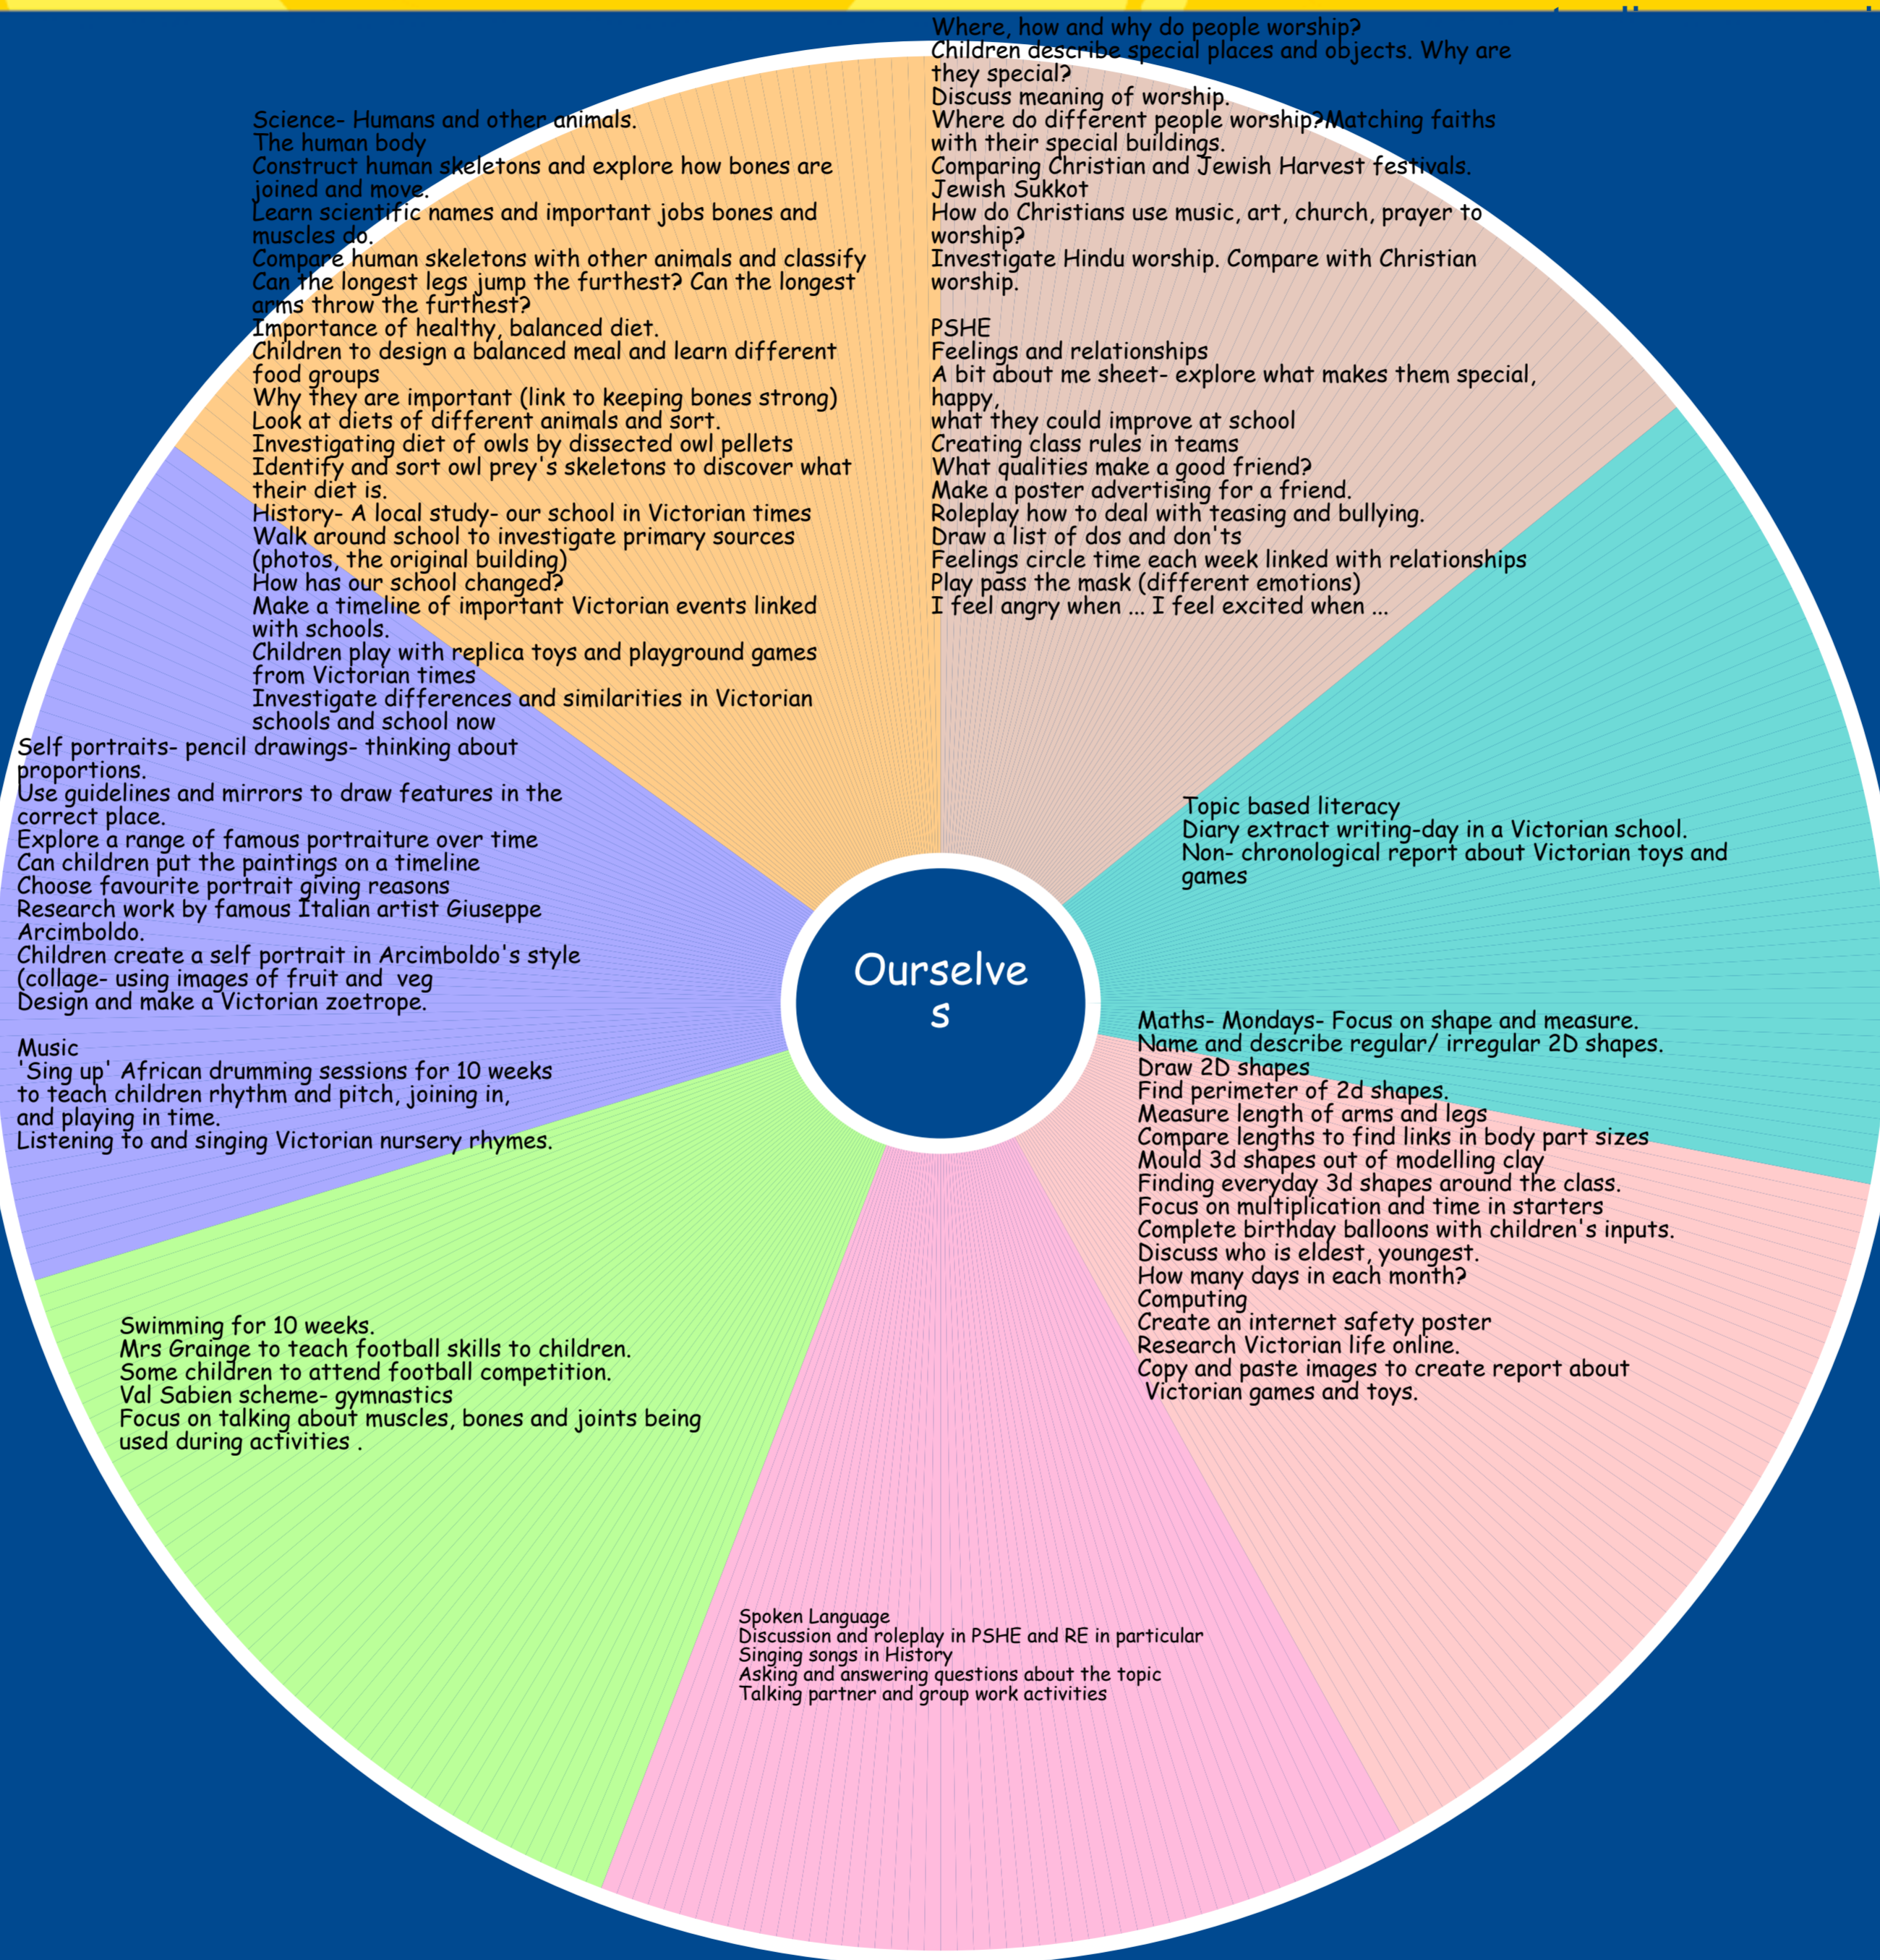 Where, how and why do people worship?
Children describe special places and objects. Why are
they special?
Discuss meaning of worship.
Where do different people worship?Matching faiths
with their special buildings.
Comparing Christian and Jewish Harvest festivals.
Jewish Sukkot
How do Christians use music, art, church, prayer to
worship?
Investigate Hindu worship. Compare with Christian
worship.
PSHE
Feelings and relationships
A bit about me sheet- explore what makes them special,
happy,
what they could improve at school
Creating class rules in teams
What qualities make a good friend?
Make a poster advertising for a friend.
Roleplay how to deal with teasing and bullying.
Draw a list of dos and don'ts
Feelings circle time each week linked with relationships
Play pass the mask (different emotions)
I feel angry when ... I feel excited when ...
Science- Humans and other animals.
The human body
Construct human skeletons and explore how bones are
joined and move.
Learn scientific names and important jobs bones and
muscles do.
Compare human skeletons with other animals and classify
Can the longest legs jump the furthest? Can the longest
arms throw the furthest?
Importance of healthy, balanced diet.
Children to design a balanced meal and learn different
food groups
Why they are important (link to keeping bones strong)
Look at diets of different animals and sort.
Investigating diet of owls by dissected owl pellets
Identify and sort owl prey's skeletons to discover what
their diet is.
History- A local study- our school in Victorian times
Walk around school to investigate primary sources
(photos, the original building)
How has our school changed?
Make a timeline of important Victorian events linked
with schools.
Children play with replica toys and playground games
from Victorian times
Investigate differences and similarities in Victorian
schools and school now
Self portraits- pencil drawings- thinking about
proportions.
Use guidelines and mirrors to draw features in the
correct place.
Explore a range of famous portraiture over time
Can children put the paintings on a timeline
Choose favourite portrait giving reasons
Research work by famous Italian artist Giuseppe
Arcimboldo.
Children create a self portrait in Arcimboldo's style
(collage- using images of fruit and  veg
Design and make a Victorian zoetrope.
Music
'Sing up' African drumming sessions for 10 weeks
to teach children rhythm and pitch, joining in,
and playing in time.
Listening to and singing Victorian nursery rhymes.
Topic based literacy
Diary extract writing-day in a Victorian school.
Non- chronological report about Victorian toys and
games
Ourselve
s
Maths- Mondays- Focus on shape and measure.
Name and describe regular/ irregular 2D shapes.
Draw 2D shapes
Find perimeter of 2d shapes.
Measure length of arms and legs
Compare lengths to find links in body part sizes
Mould 3d shapes out of modelling clay
Finding everyday 3d shapes around the class.
Focus on multiplication and time in starters
Complete birthday balloons with children's inputs.
Discuss who is eldest, youngest.
How many days in each month?
Computing
Create an internet safety poster
Research Victorian life online.
Copy and paste images to create report about
Victorian games and toys.
Swimming for 10 weeks.
Mrs Grainge to teach football skills to children.
Some children to attend football competition.
Val Sabien scheme- gymnastics
Focus on talking about muscles, bones and joints being
used during activities .
Spoken Language
Discussion and roleplay in PSHE and RE in particular
Singing songs in History
Asking and answering questions about the topic
Talking partner and group work activities